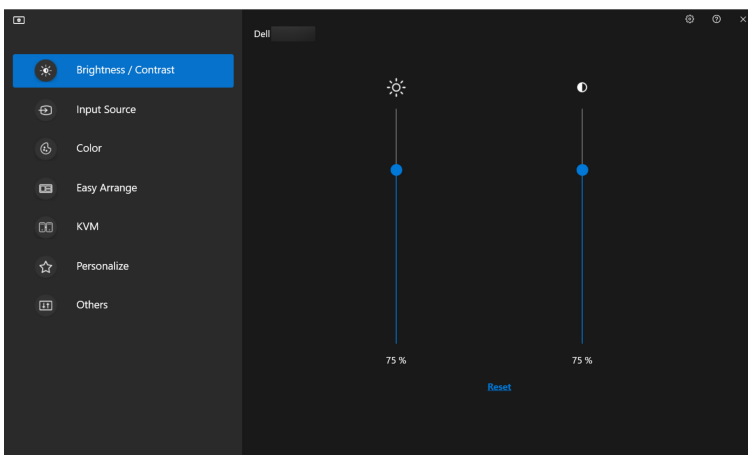 Dell
Brightness / Contrast
Input Source
Color
Easy Arrange
KVM
Personalize
Others
75 %
75 %
Reset